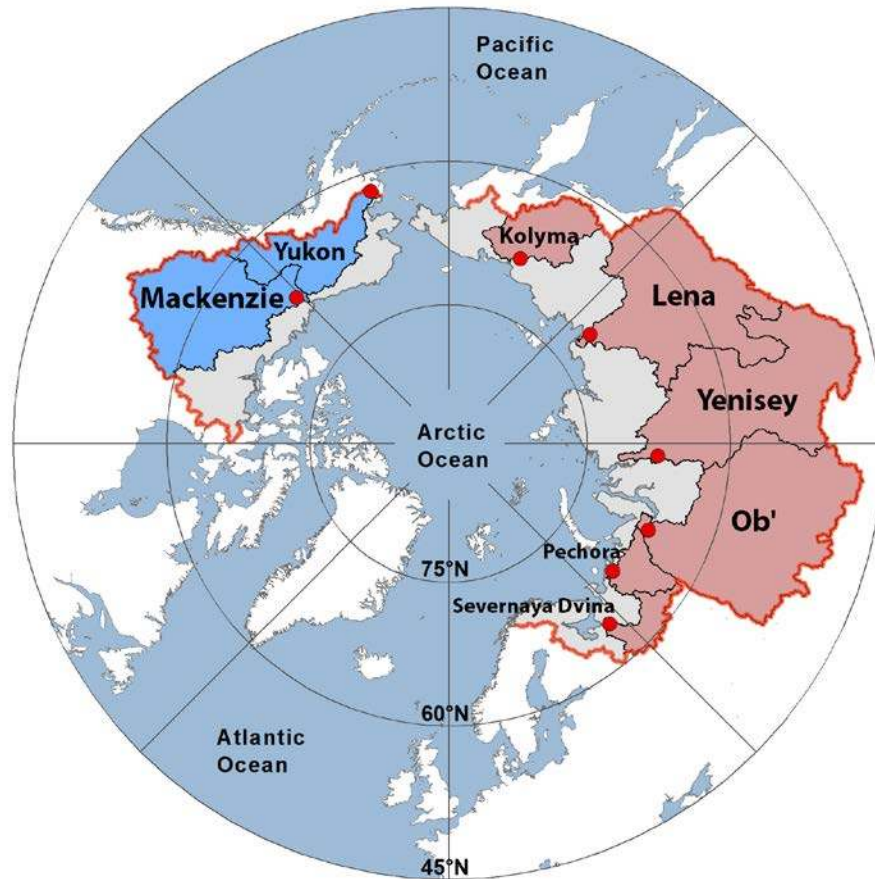 Pacific
Ocean
Kolyma
Yukon
Mackenzie
Lena
Yenisey
Arctic
Ocean
Ob'
Pechora
75°N
Severnaya Dvina
60°N
Atlantic
Ocean
45°N